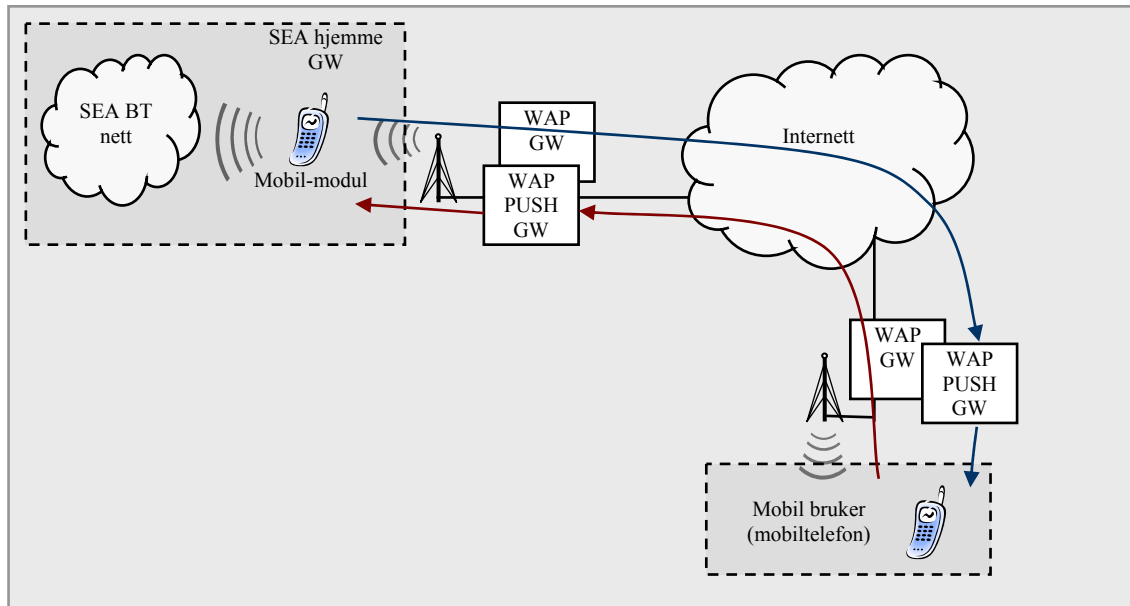 SEA hjemme
GW
SEA BT
nett
Mobil-modul
WAP
GW
WAP
PUSH
GW
Internett
WAP
GW
WAP
PUSH
GW
Mobil bruker
(mobiltelefon)